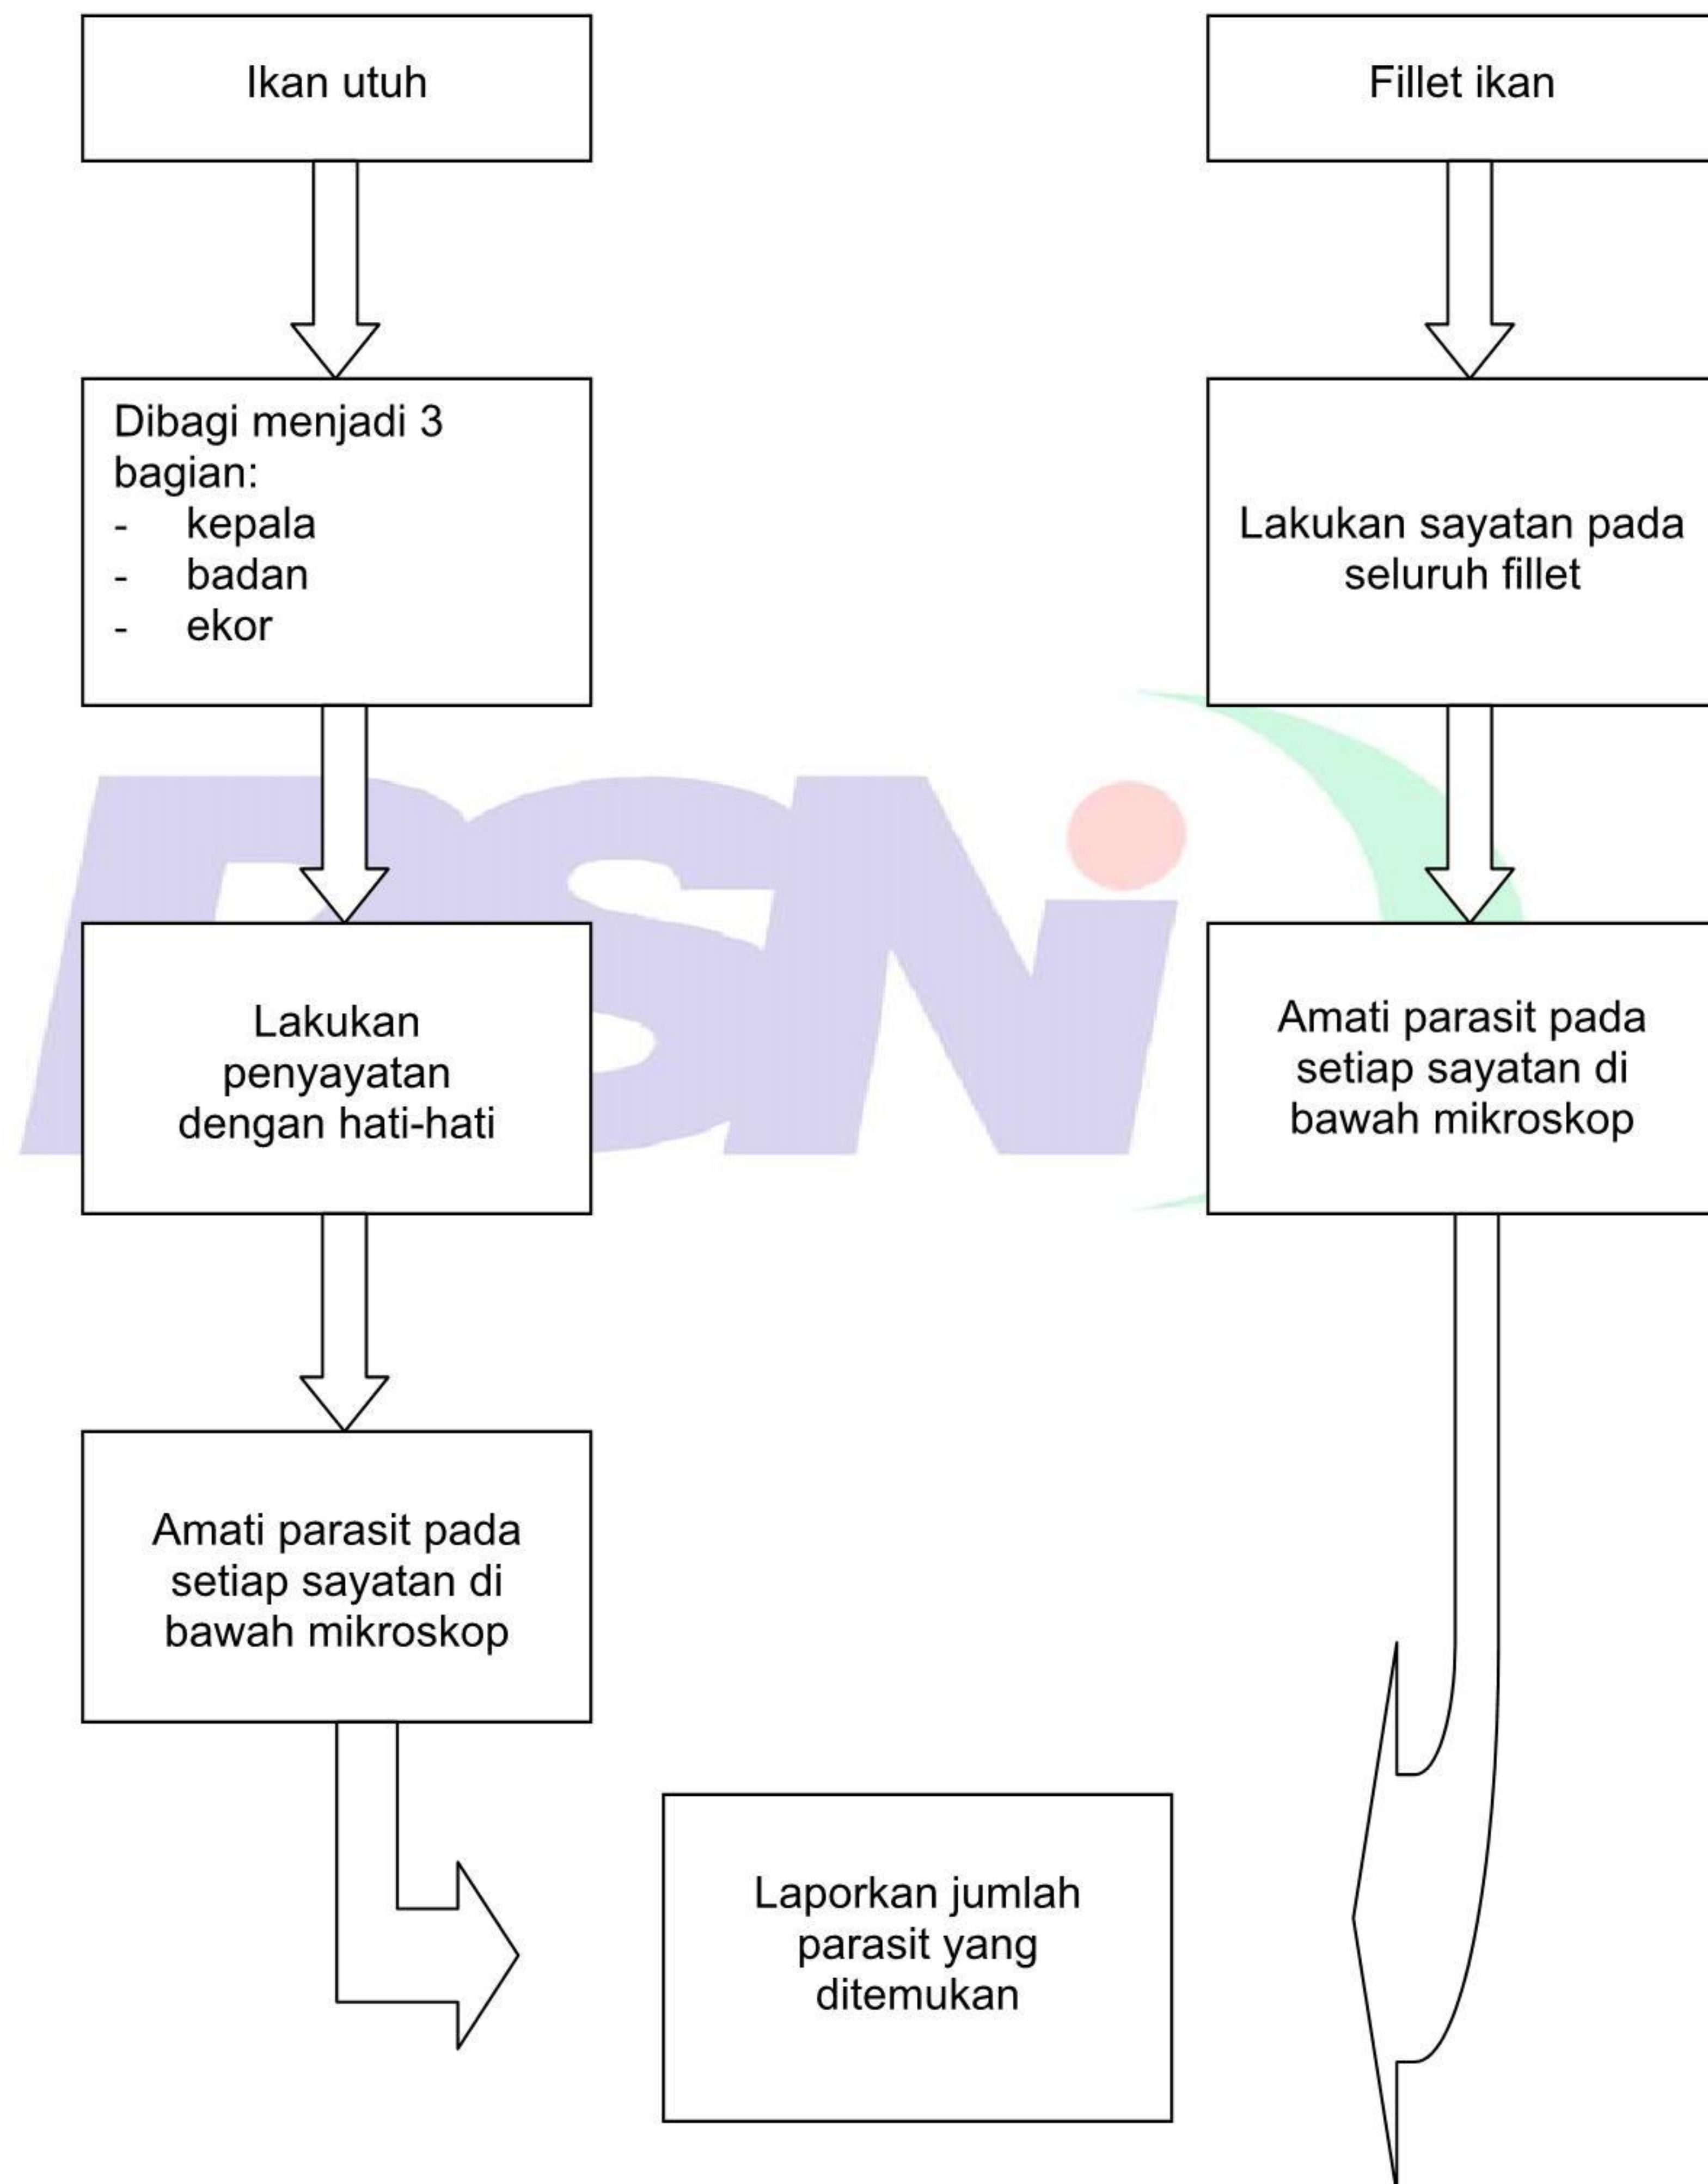 Ikan utuh
Dibagi menjadi 3
bagian:
- kepala
- badan
- ekor
Lakukan
penyayatan
dengan hati-hati
Amati parasit pada
setiap sayatan di
bawah mikroskop
Fillet ikan
Lakukan sayatan pada
seluruh fillet
Amati parasit pada
setiap sayatan di
bawah mikroskop
Laporkan jumlah
parasit yang
ditemukan